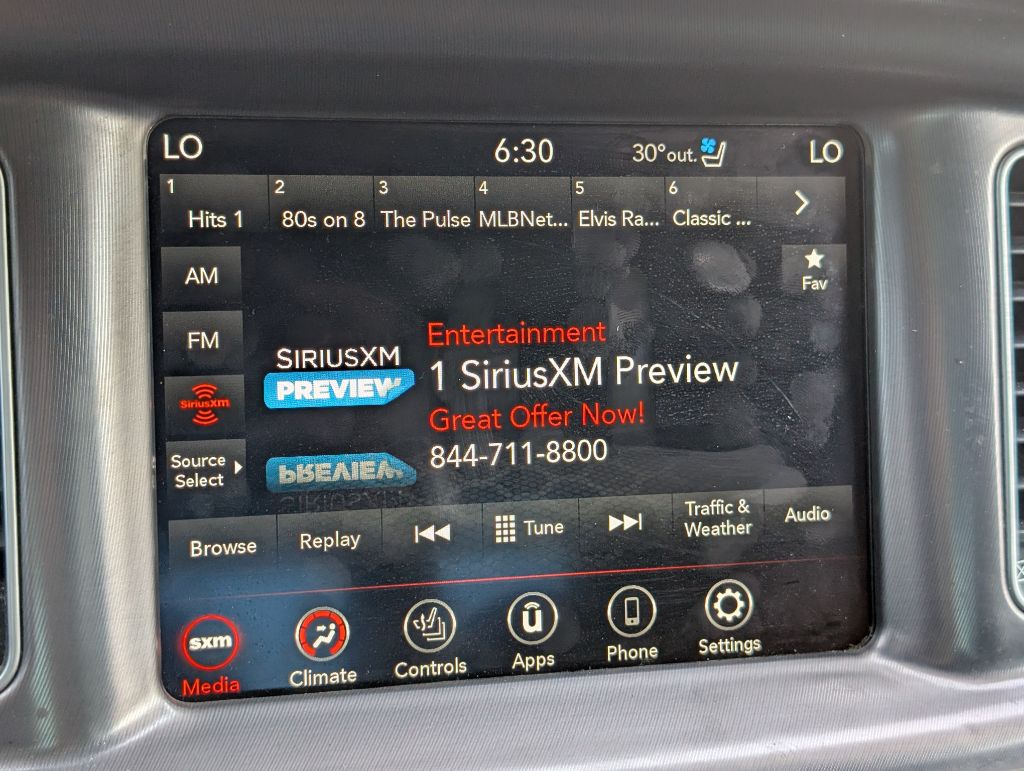 LO 6:30 30°out. LO
1 2 3 4 5 6
Hits 1 80s on 8 The Pulse MLBNet... Elvis Ra... Classic ...
AM
Fav
FM
SiriusXM
Source
Select
SIRIUSXM
PREVIEW
Entertainment
1 SiriusXM Preview
Great Offer Now!
844-711-8800
PREVIEW
SIRIUSXM
Browse Replay Tune Traffic &
Weather Audio
sxm
Media Climate Controls Apps Phone Settings